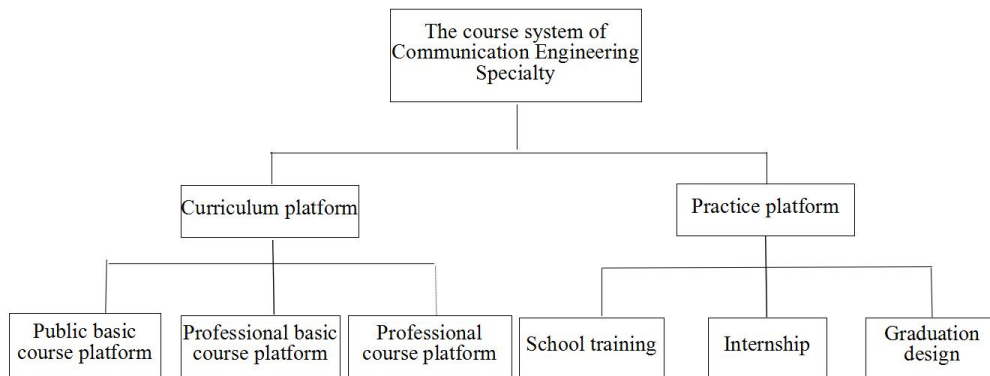 The course system of
Communication Engineering
Specialty
Curriculum platform
Practice platform
Public basic
course platform
Professional basic
course platform
Professional
course platform
School training
Internship
Graduation
design